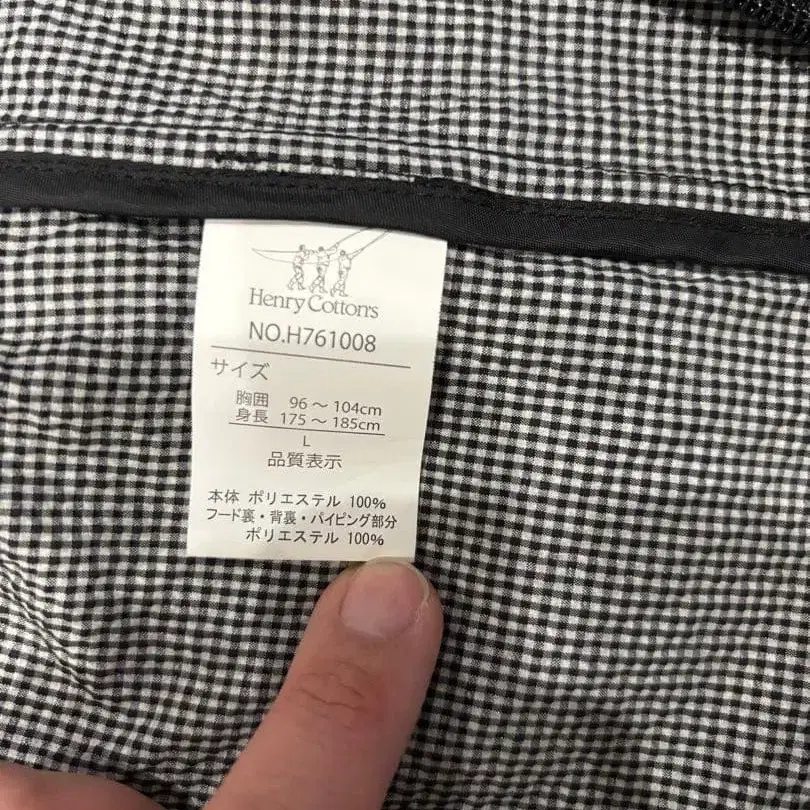 Henry Cotton's
NO.H761008
サイズ
胸囲 96 ～ 104cm
身長 175 ～ 185cm
L
品質表示
本体 ポリエステル 100%
フード裏・背裏・パイピング部分
ポリエステル 100%